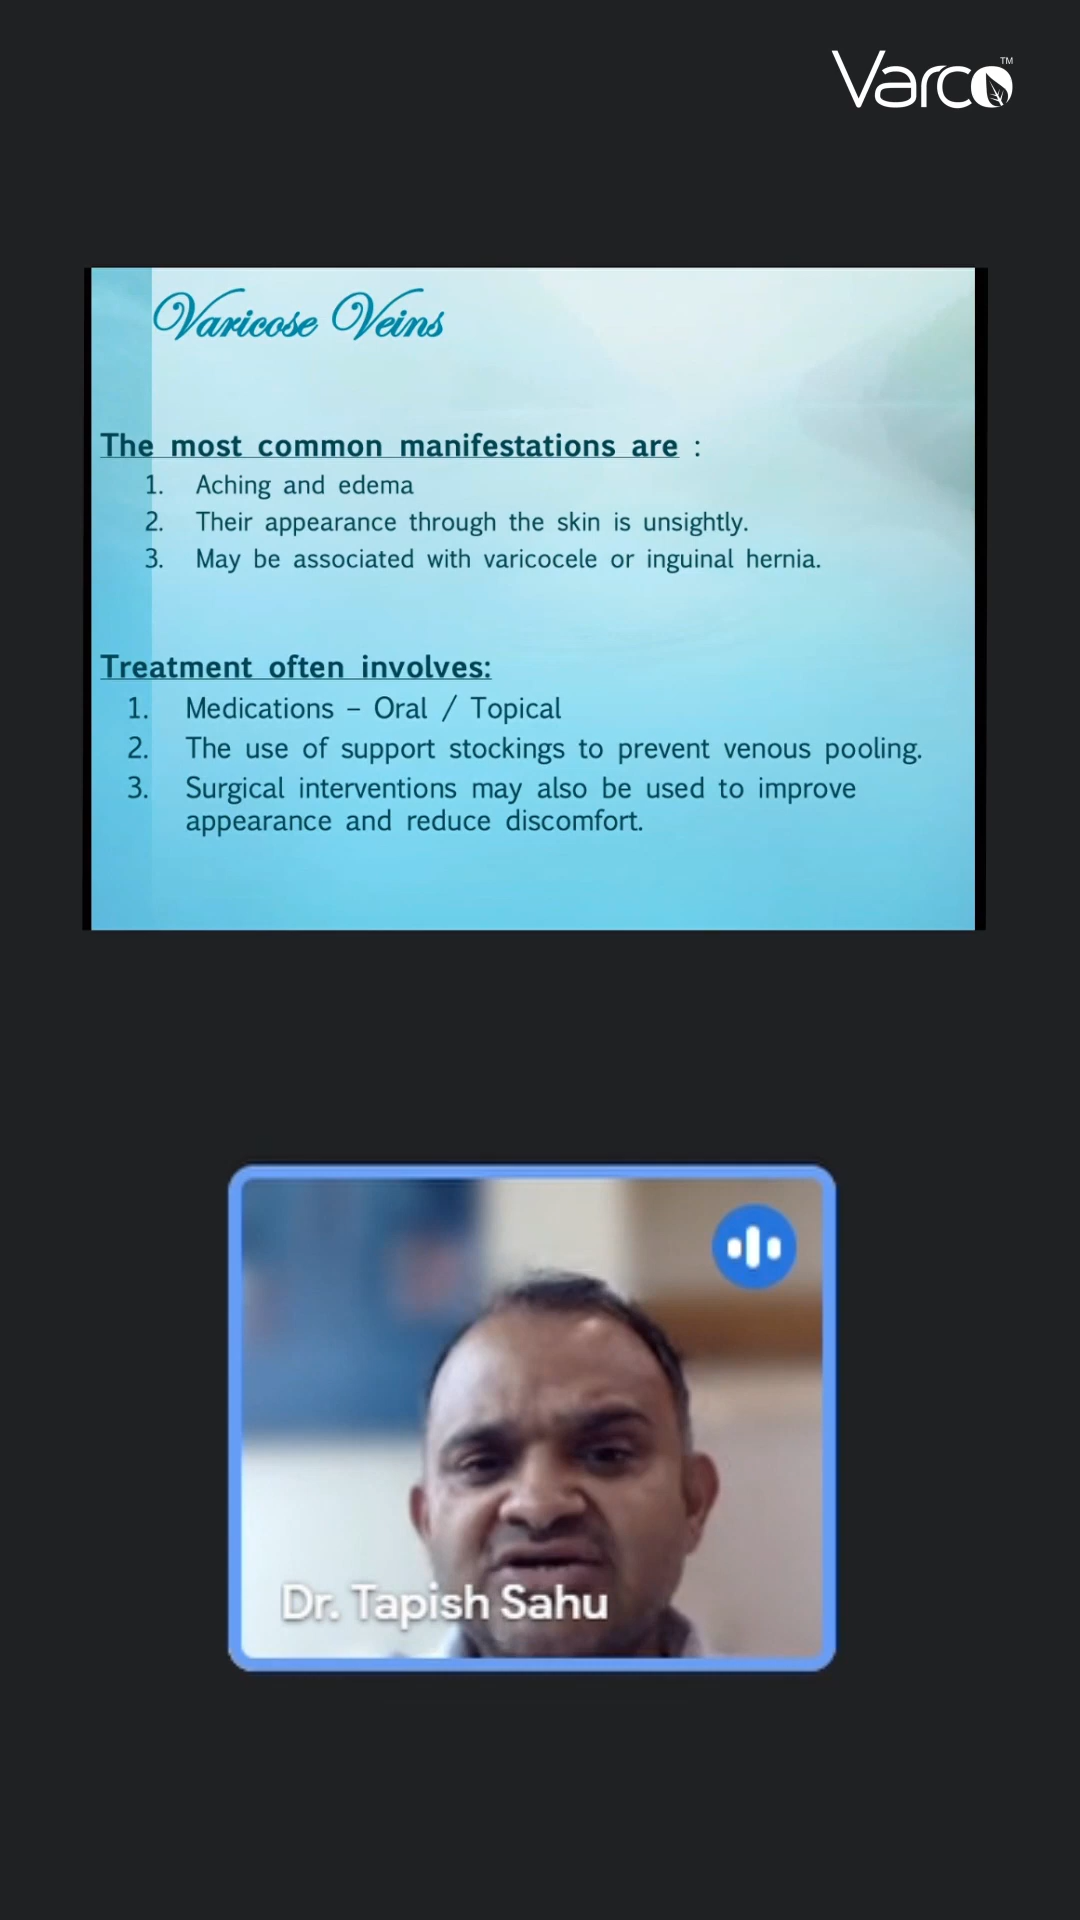 Varco™
Varicose Veins
The most common manifestations are :
1. Aching and edema
2. Their appearance through the skin is unsightly.
3. May be associated with varicocele or inguinal hernia.
Treatment often involves:
1. Medications – Oral / Topical
2. The use of support stockings to prevent venous pooling.
3. Surgical interventions may also be used to improve
appearance and reduce discomfort.
Dr. Tapish Sahu